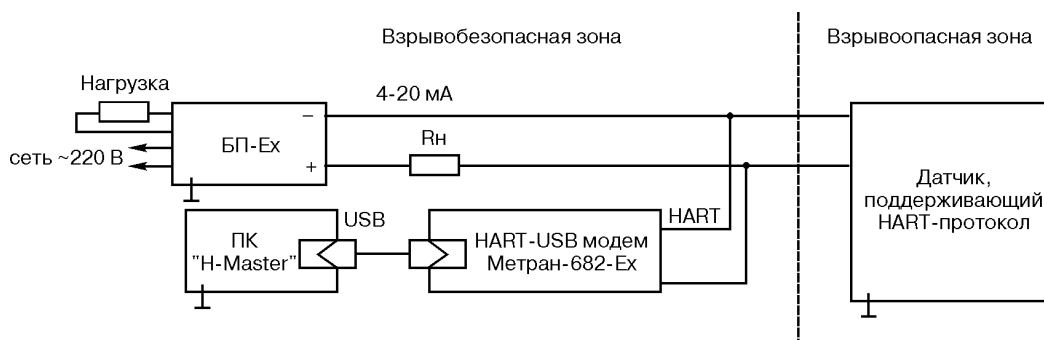 Взрывобезопасная зона
Взрывоопасная зона
Нагрузка
4-20 мА
−
БП-Ex
Rн
сеть ~220 В
+
Датчик,
поддерживающий
HART-протокол
USB
HART
ПК
"H-Master"
HART-USB модем
Метран-682-Ex